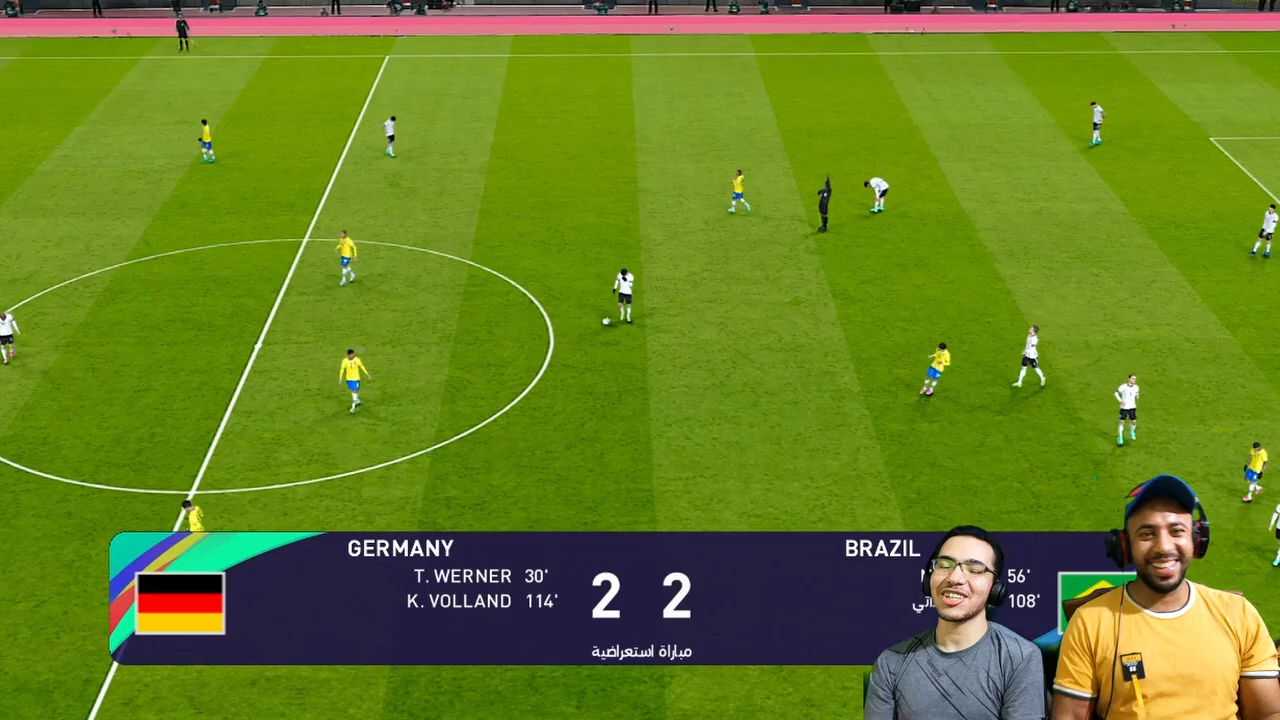 GERMANY
BRAZIL
T. WERNER 30'
56'
K. VOLLAND 114'
108'
2 2
مباراة استعراضية